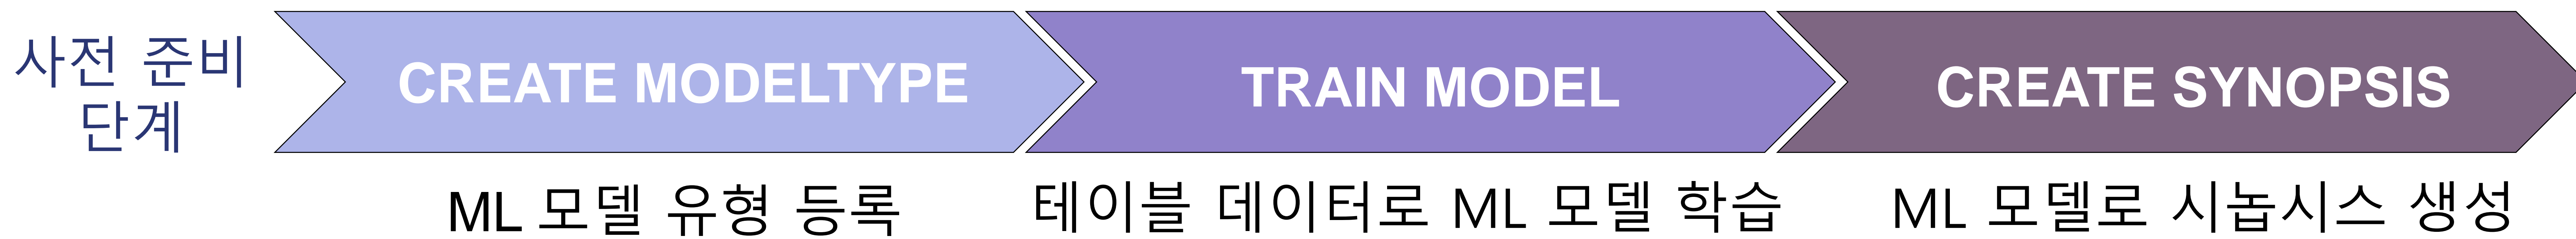 사전 준비
단계
CREATE MODELTYPE
TRAIN MODEL
CREATE SYNOPSIS
ML 모델 유형 등록
테이블 데이터로 ML 모델 학습
ML 모델로 시놉시스 생성